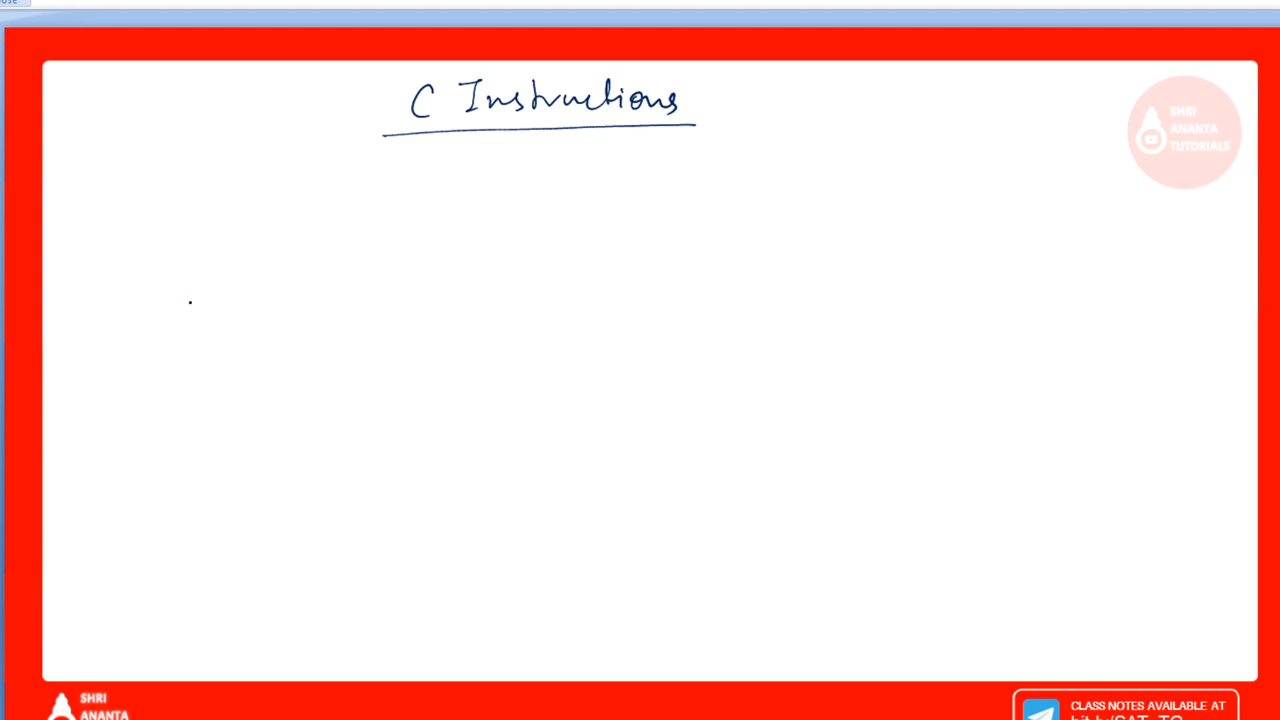 C Instructions
SHRI
ANANTA
TUTORIALS
SHRI
ANANTA
CLASS NOTES AVAILABLE AT